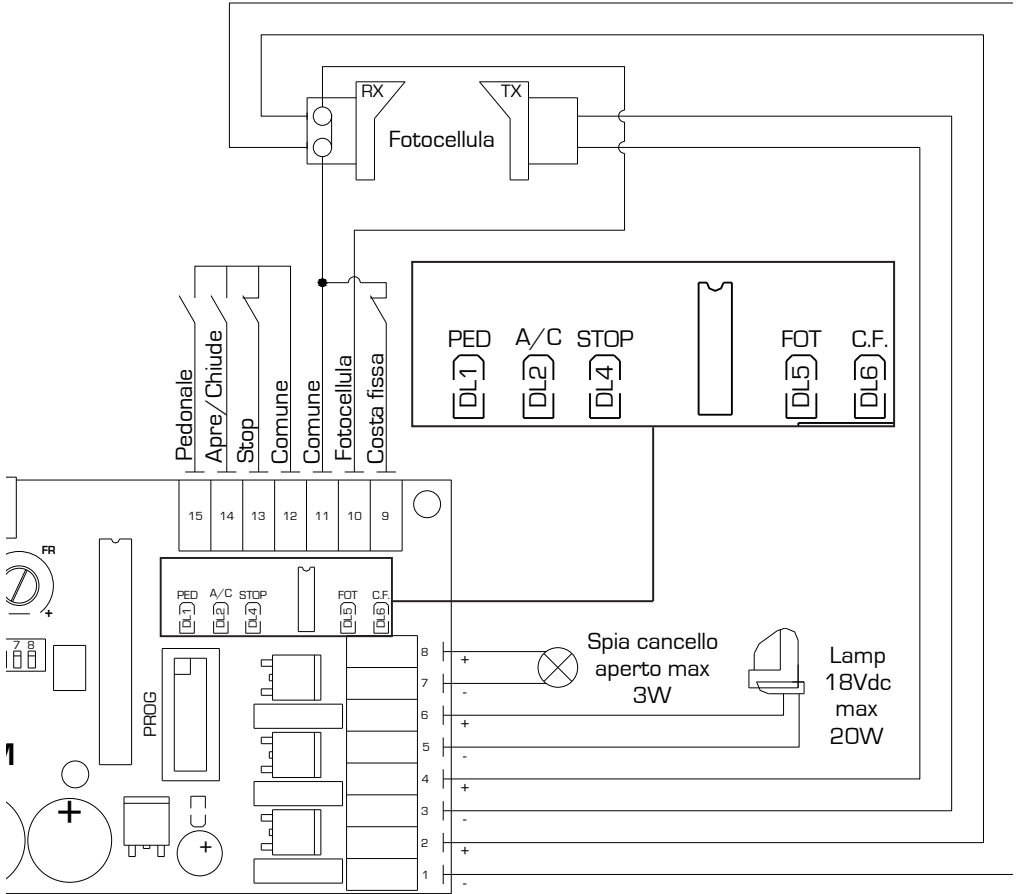 RX
TX
Fotocellula
PED
A/C
STOP
FOT
C.F.
DL1
DL2
DL4
DL5
DL6
Pedonale
Apre/Chiude
Stop
Comune
Comune
Fotocellula
Costa fissa
15
14
13
12
11
10
9
FR
+
PED
A/C
STOP
FOT
C.F.
DL1
DL2
DL4
DL5
DL6
7 8
PROG
+
+
8
+
7
-
6
+
5
-
4
+
3
-
2
+
1
-
Spia cancello
aperto max
3W
Lamp
18Vdc
max
20W